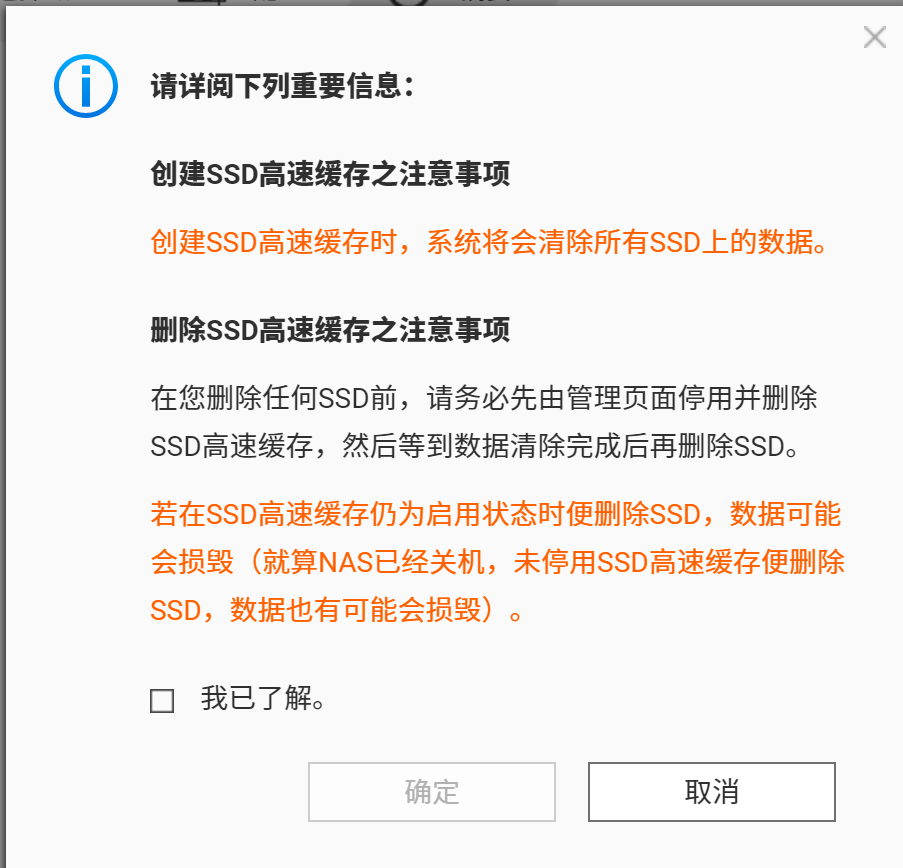 请详阅下列重要信息：
创建SSD高速缓存之注意事项
创建SSD高速缓存时，系统将会清除所有SSD上的数据。
删除SSD高速缓存之注意事项
在您删除任何SSD前，请务必先由管理页面停用并删除
SSD高速缓存，然后等到数据清除完成后再删除SSD。
若在SSD高速缓存仍为启用状态时便删除SSD，数据可能
会损毁（就算NAS已经关机，未停用SSD高速缓存便删除
SSD，数据也有可能会损毁）。
我已了解。
确定 取消